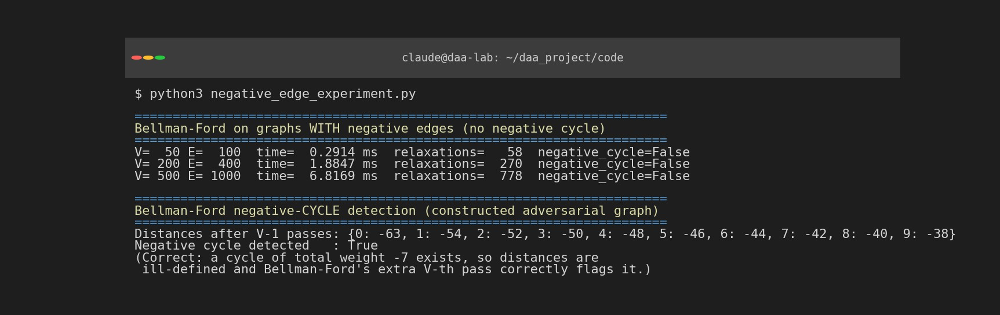 claude@daa-lab: ~/daa_project/code
$ python3 negative_edge_experiment.py
======================================================================
Bellman-Ford on graphs WITH negative edges (no negative cycle)
======================================================================
V=  50 E=  100  time=  0.2914 ms  relaxations=   58  negative_cycle=False
V= 200 E=  400  time=  1.8847 ms  relaxations=  270  negative_cycle=False
V= 500 E= 1000  time=  6.8169 ms  relaxations=  778  negative_cycle=False
======================================================================
Bellman-Ford negative-CYCLE detection (constructed adversarial graph)
======================================================================
Distances after V-1 passes: {0: -63, 1: -54, 2: -52, 3: -50, 4: -48, 5: -46, 6: -44, 7: -42, 8: -40, 9: -38}
Negative cycle detected   : True
(Correct: a cycle of total weight -7 exists, so distances are
 ill-defined and Bellman-Ford's extra V-th pass correctly flags it.)